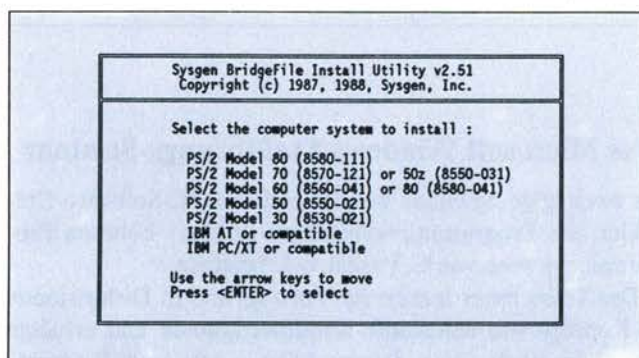 Sysgen BridgeFile Install Utility v2.51
Copyright (c) 1987, 1988, Sysgen, Inc.
Select the computer system to install :
PS/2 Model 80 (8580-111)
PS/2 Model 70 (8570-121) or 50z (8550-031)
PS/2 Model 60 (8560-041) or 80 (8580-041)
PS/2 Model 50 (8550-021)
PS/2 Model 30 (8530-021)
IBM AT or compatible
IBM PC/XT or compatible
Use the arrow keys to move
Press <ENTER> to select